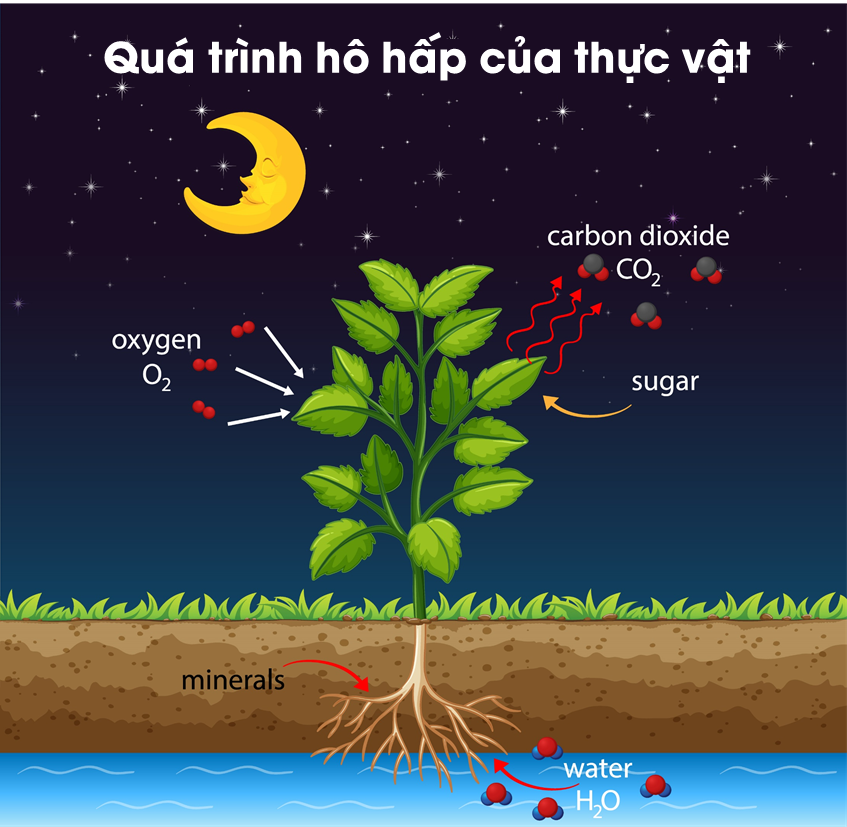 Quá trình hô hấp của thực vật
carbon dioxide
CO₂
oxygen
O₂
sugar
minerals
water
H₂O